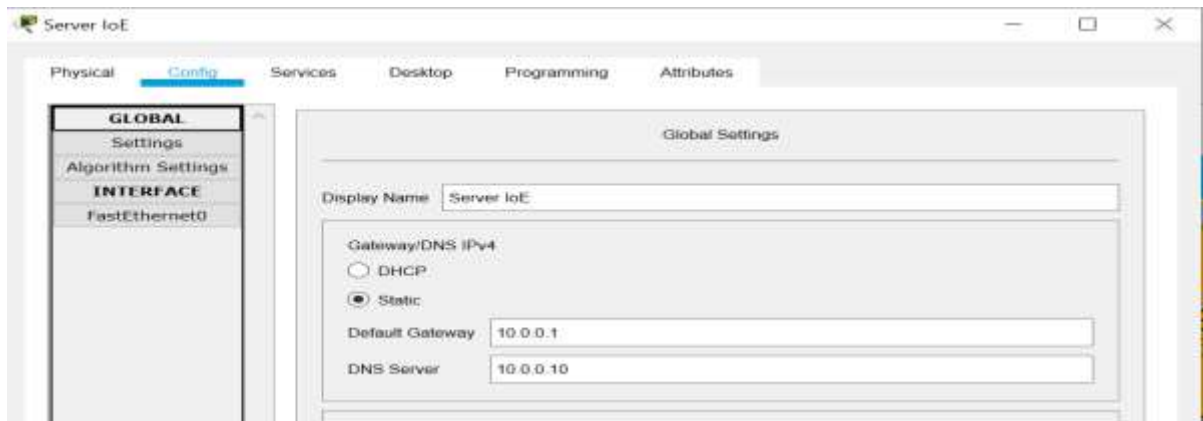 Server IoE
Physical Config Services Desktop Programming Attributes
GLOBAL
Settings
Algorithm Settings
INTERFACE
FastEthernet0
Global Settings
Display Name Server IoE
Gateway/DNS IPv4
DHCP
Static
Default Gateway 10.0.0.1
DNS Server 10.0.0.10